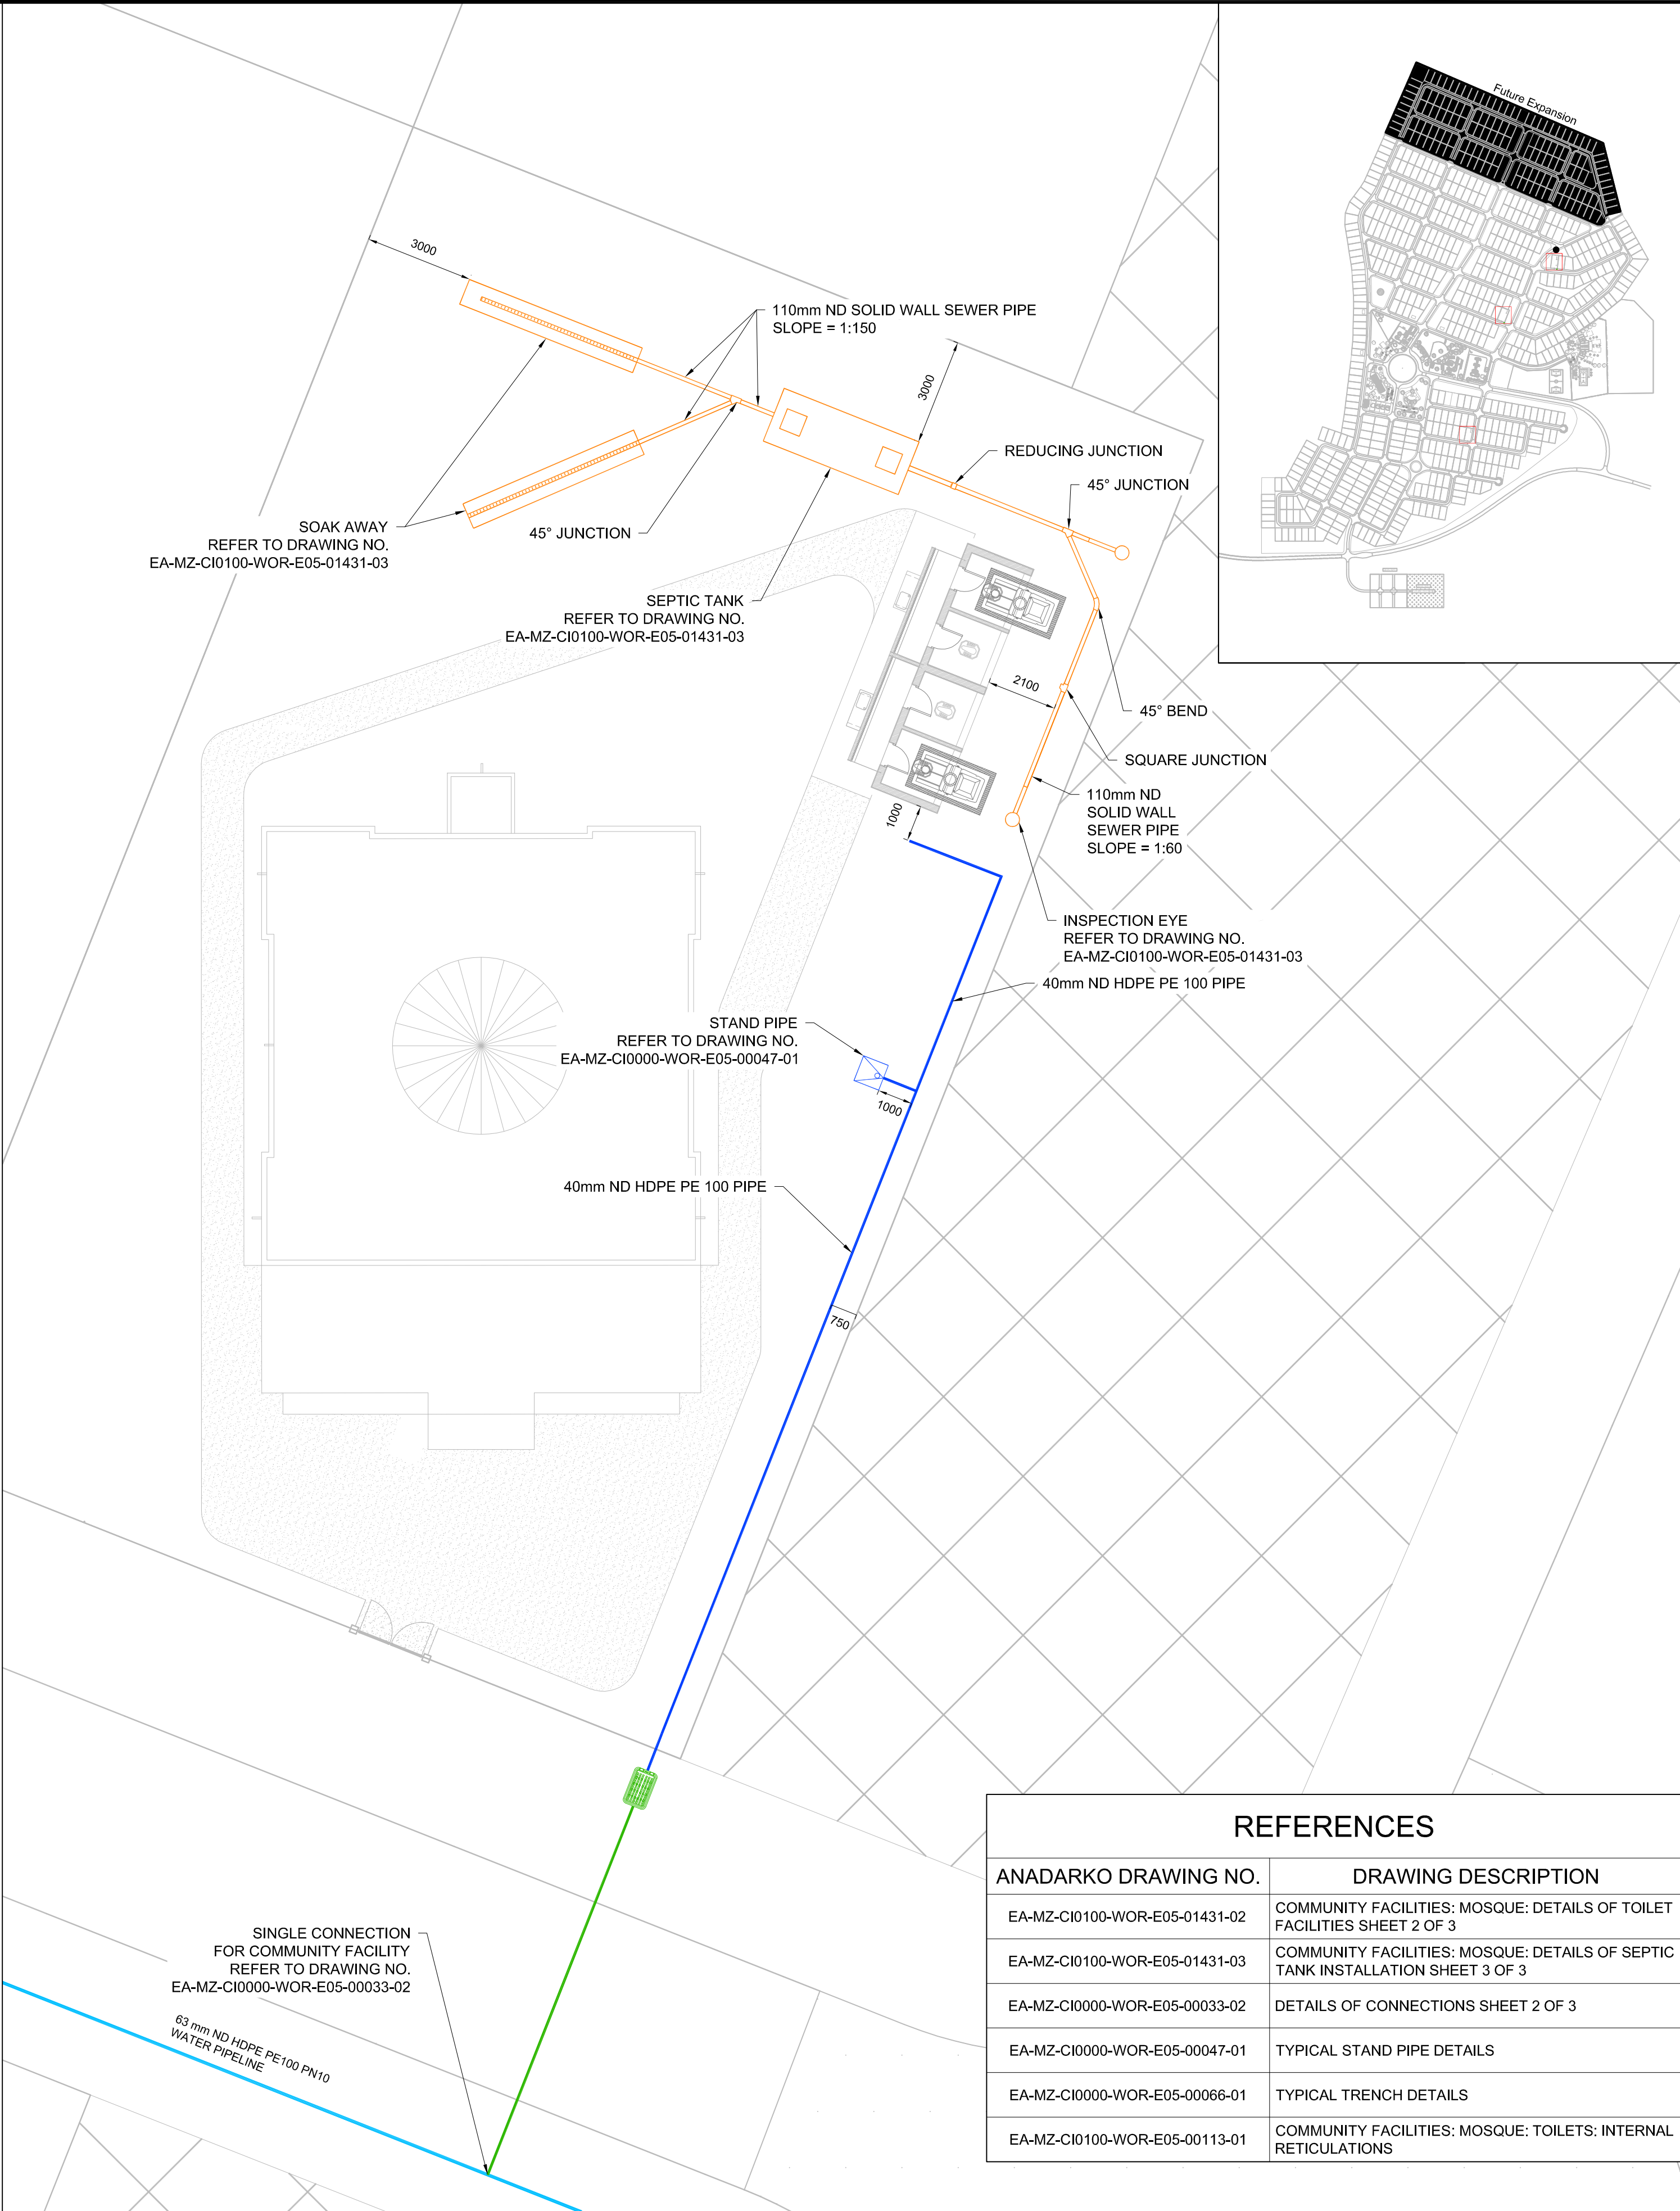 Future Expansion
3000
110mm ND SOLID WALL SEWER PIPE
SLOPE = 1:150
3000
REDUCING JUNCTION
45° JUNCTION
SOAK AWAY
REFER TO DRAWING NO.
EA-MZ-CI0100-WOR-E05-01431-03
45° JUNCTION
SEPTIC TANK
REFER TO DRAWING NO.
EA-MZ-CI0100-WOR-E05-01431-03
2100
45° BEND
SQUARE JUNCTION
110mm ND
SOLID WALL
SEWER PIPE
SLOPE = 1:60
1000
INSPECTION EYE
REFER TO DRAWING NO.
EA-MZ-CI0100-WOR-E05-01431-03
40mm ND HDPE PE 100 PIPE
STAND PIPE
REFER TO DRAWING NO.
EA-MZ-CI0000-WOR-E05-00047-01
1000
40mm ND HDPE PE 100 PIPE
750
SINGLE CONNECTION
FOR COMMUNITY FACILITY
REFER TO DRAWING NO.
EA-MZ-CI0000-WOR-E05-00033-02
63 mm ND HDPE PE100 PN10
WATER PIPELINE
REFERENCES
ANADARKO DRAWING NO. DRAWING DESCRIPTION
EA-MZ-CI0100-WOR-E05-01431-02
COMMUNITY FACILITIES: MOSQUE: DETAILS OF TOILET
FACILITIES SHEET 2 OF 3
EA-MZ-CI0100-WOR-E05-01431-03
COMMUNITY FACILITIES: MOSQUE: DETAILS OF SEPTIC
TANK INSTALLATION SHEET 3 OF 3
EA-MZ-CI0000-WOR-E05-00033-02 DETAILS OF CONNECTIONS SHEET 2 OF 3
EA-MZ-CI0000-WOR-E05-00047-01 TYPICAL STAND PIPE DETAILS
EA-MZ-CI0000-WOR-E05-00066-01 TYPICAL TRENCH DETAILS
EA-MZ-CI0100-WOR-E05-00113-01
COMMUNITY FACILITIES: MOSQUE: TOILETS: INTERNAL
RETICULATIONS